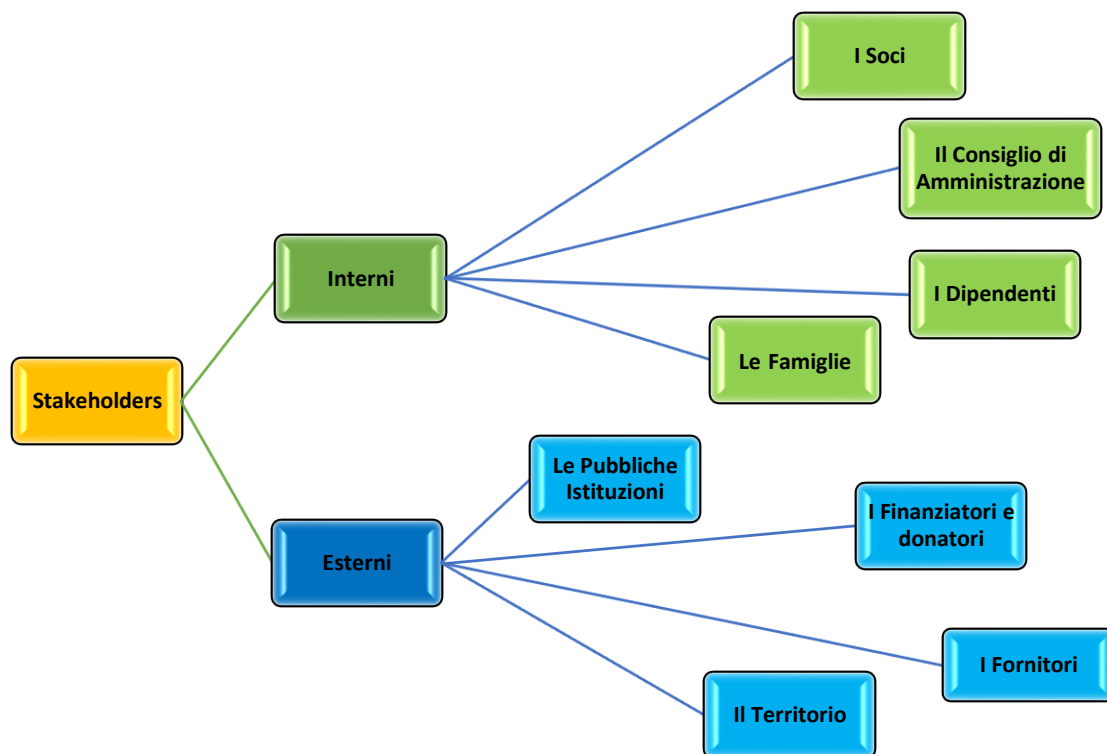 Stakeholders
Interni
I Soci
Il Consiglio di
Amministrazione
I Dipendenti
Le Famiglie
Esterni
Le Pubbliche
Istituzioni
I Finanziatori e
donatori
I Fornitori
Il Territorio